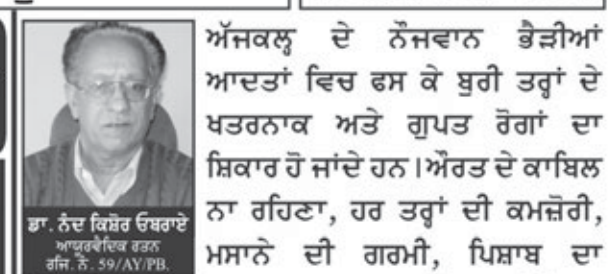 ਅੱਜਕਲ੍ਹ ਦੇ ਨੌਜਵਾਨ ਭੈੜੀਆਂ
ਆਦਤਾਂ ਵਿਚ ਫਸ ਕੇ ਬੁਰੀ ਤਰ੍ਹਾਂ ਦੇ
ਖਤਰਨਾਕ ਅਤੇ ਗੁਪਤ ਰੋਗਾਂ ਦਾ
ਸ਼ਿਕਾਰ ਹੋ ਜਾਂਦੇ ਹਨ।ਔਰਤ ਦੇ ਕਾਬਿਲ
ਨਾ ਰਹਿਣਾ, ਹਰ ਤਰ੍ਹਾਂ ਦੀ ਕਮਜ਼ੋਰੀ,
ਮਸਾਨੇ ਦੀ ਗਰਮੀ, ਪਿਸ਼ਾਬ ਦਾ
ਡਾ. ਨੰਦ ਕਿਸ਼ੋਰ ਓਬਰਾਏ
ਆਯੂਰਵੈਦਿਕ ਰਤਨ
ਰਜਿ. ਨੰ. 59/AY/PB.